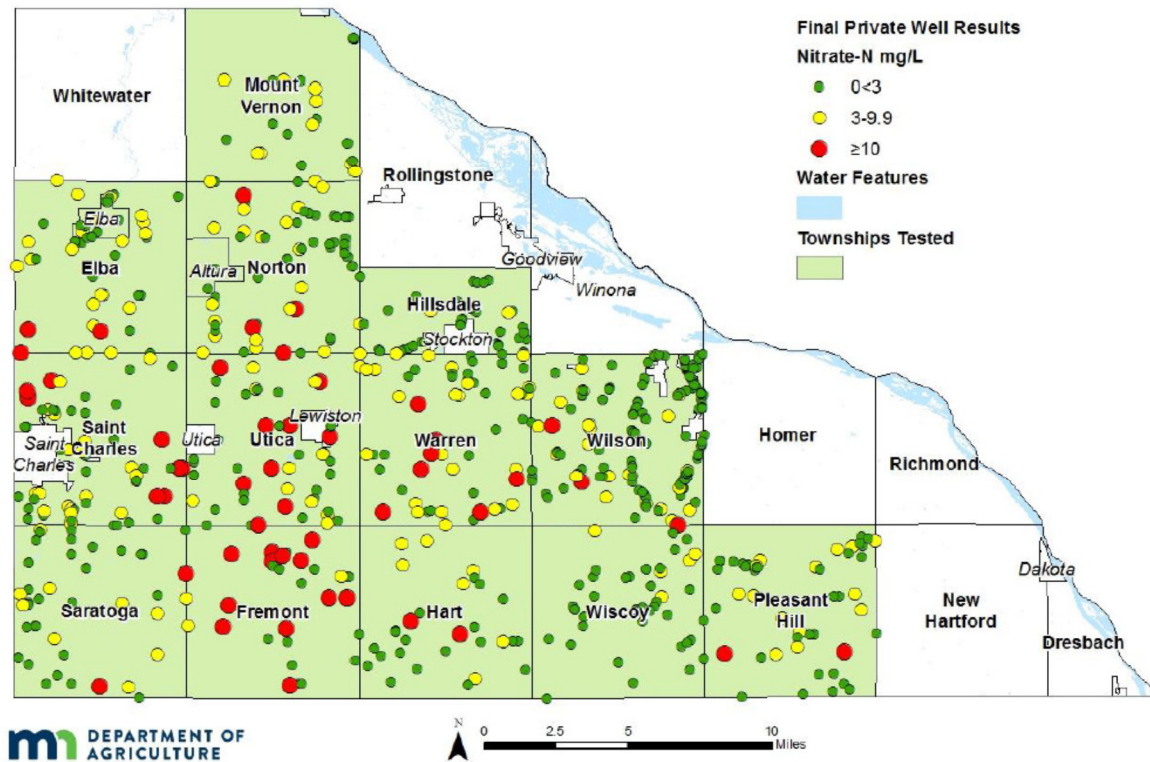 Final Private Well Results
Nitrate-N mg/L
0<3
3-9.9
≥10
Water Features
Townships Tested
Whitewater
Mount
Vernon
Rollingstone
Elba
Elba
Altura
Norton
Goodview
Winona
Hillsdale
Stockton
Saint
Charles
Saint
Charles
Utica
Utica
Lewiston
Warren
Wilson
Homer
Richmond
Saratoga
Fremont
Hart
Wiscoy
Pleasant
Hill
New
Hartford
Dakota
Dresbach
mn DEPARTMENT OF
AGRICULTURE
N
0 2.5 5 10
Miles